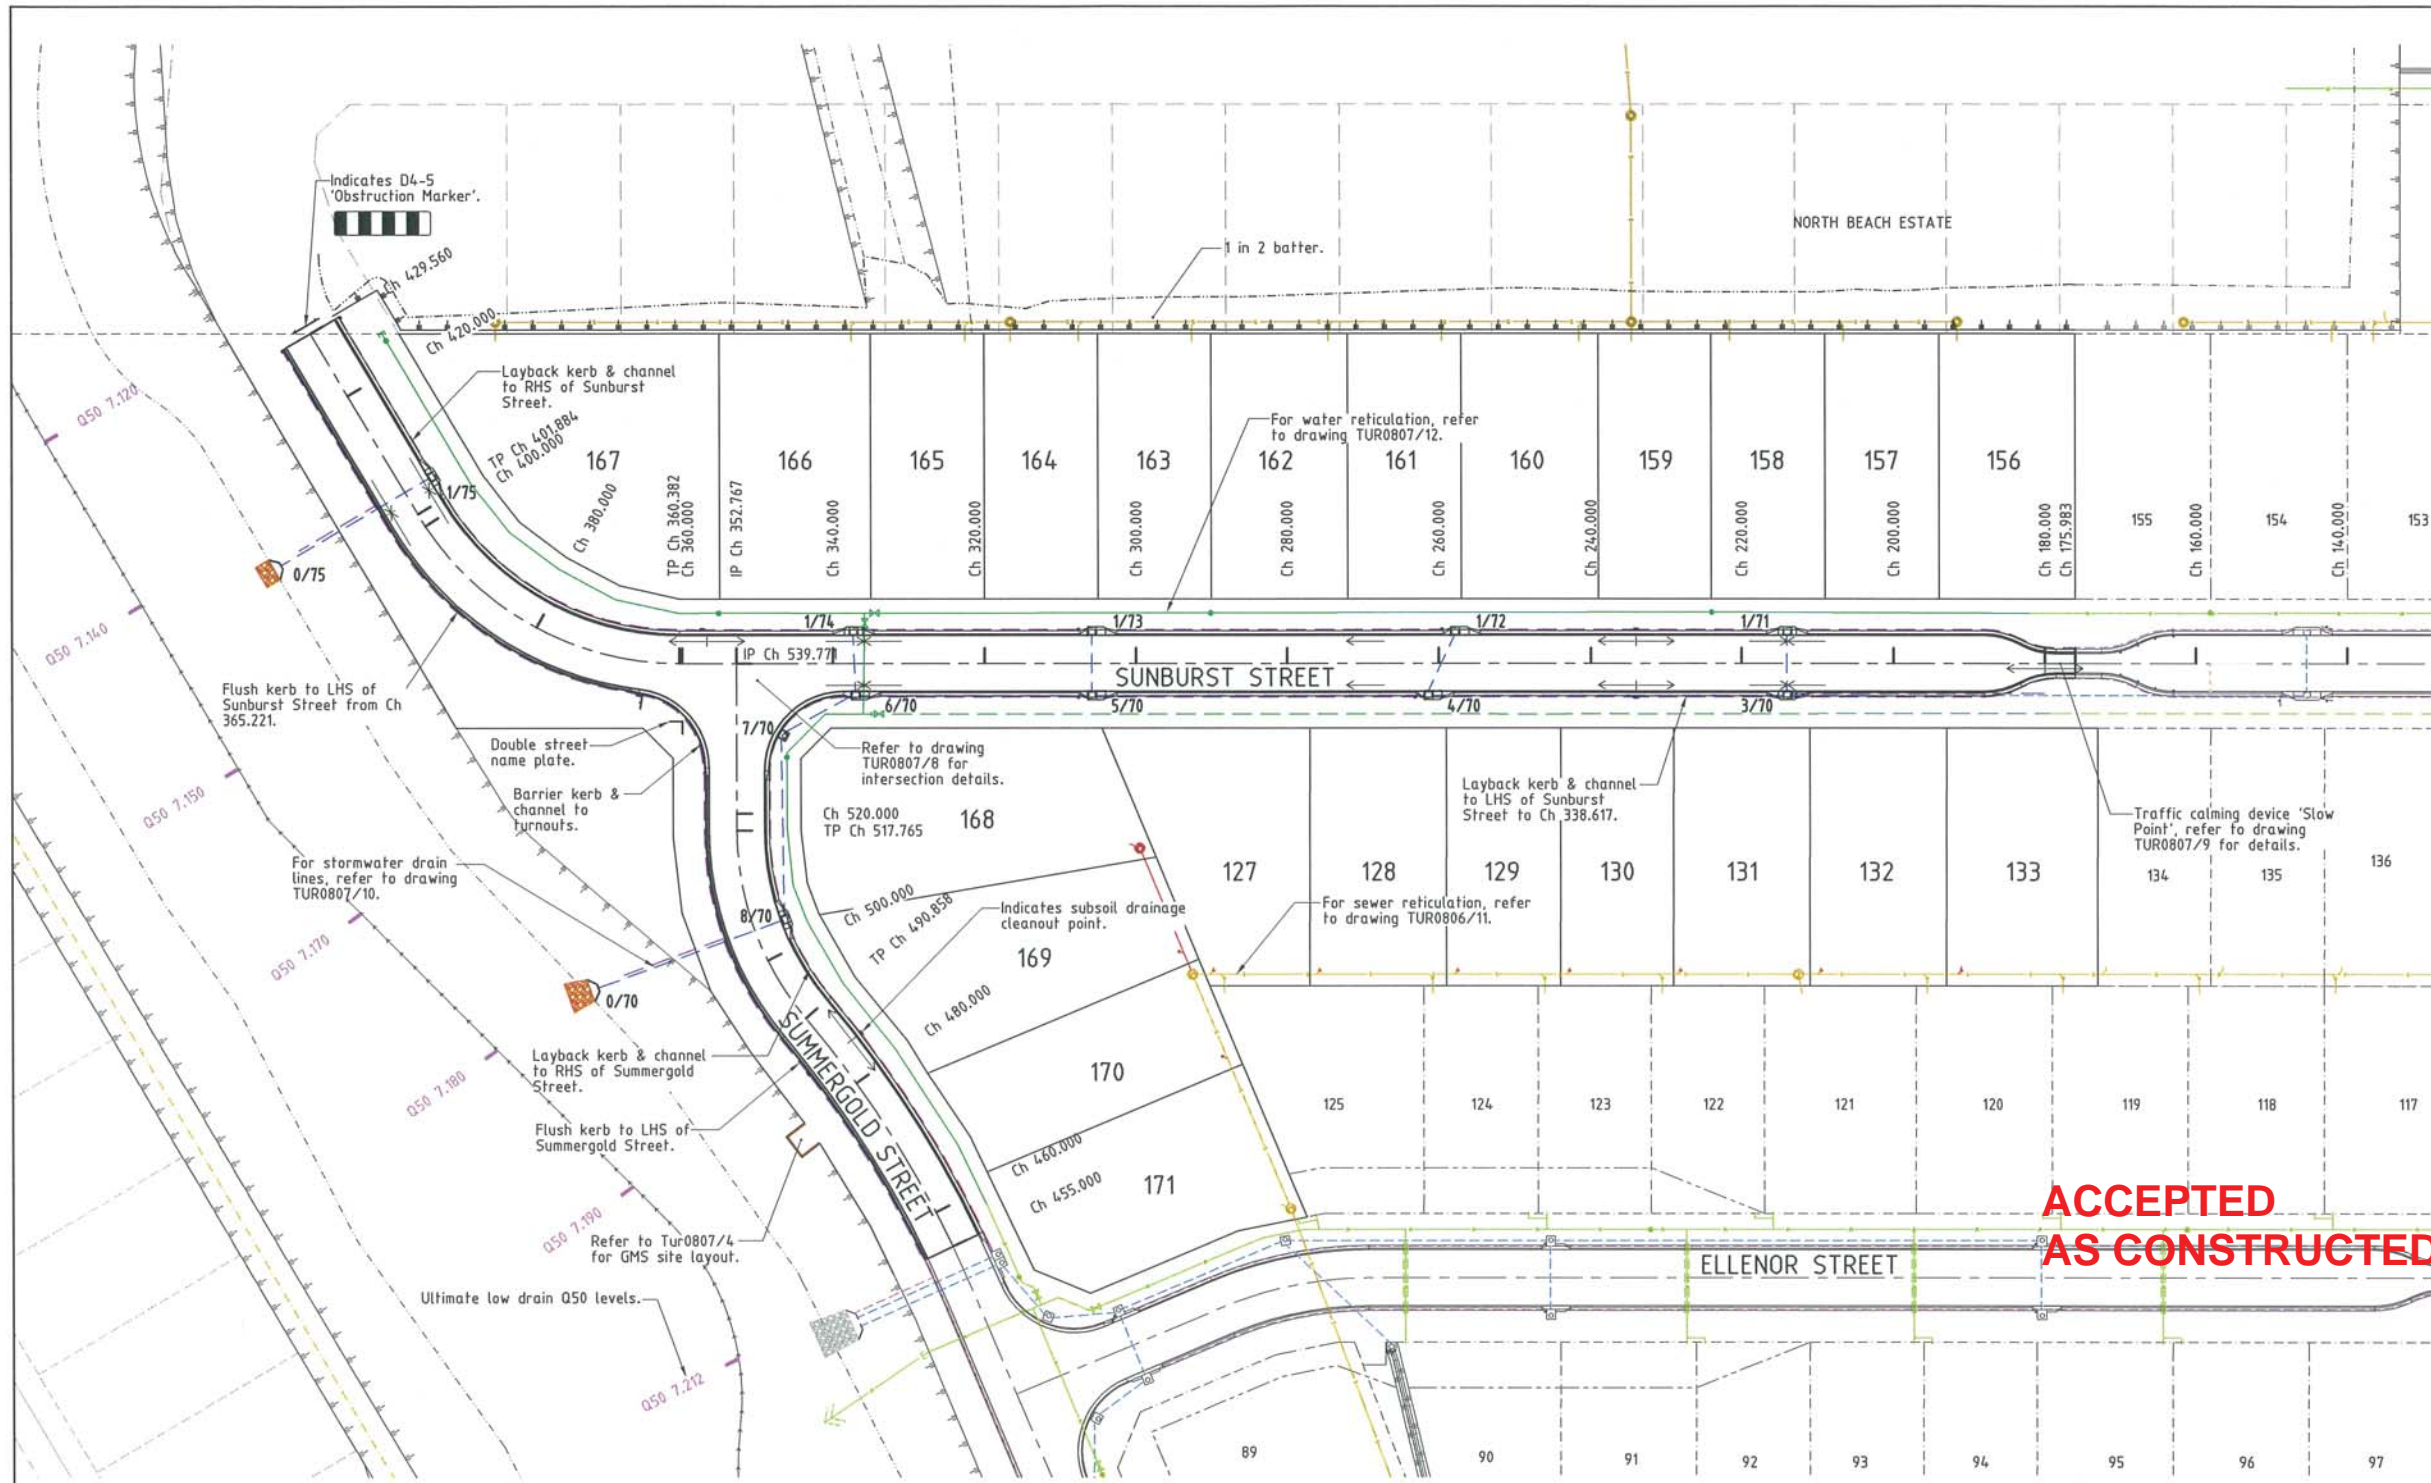 Indicates D4-5
'Obstruction Marker'.
Ch 429.560
Ch 420.000
1 in 2 batter.
NORTH BEACH ESTATE
Layback kerb & channel
to RHS of Sunburst
Street.
TP Ch 401.884
Ch 400.000
Ch 380.000
TP Ch 360.382
Ch 360.000
IP Ch 352.767
Ch 340.000
Ch 320.000
Ch 300.000
Ch 280.000
Ch 260.000
Ch 240.000
Ch 220.000
Ch 200.000
Ch 180.000
Ch 175.983
Ch 160.000
Ch 140.000
For water reticulation, refer
to drawing TUR0807/12.
167
166
165
164
163
162
161
160
159
158
157
156
155
154
153
Q50 7.120
Q50 7.140
Q50 7.150
Q50 7.170
Q50 7.180
Q50 7.190
Q50 7.212
1/75
0/75
1/74
1/73
1/72
1/71
IP Ch 539.771
SUNBURST STREET
6/70
5/70
4/70
3/70
7/70
Flush kerb to LHS of
Sunburst Street from Ch
365.221.
Double street
name plate.
Barrier kerb &
channel to
turnouts.
Refer to drawing
TUR0807/8 for
intersection details.
Ch 520.000
TP Ch 517.765
168
Layback kerb & channel
to LHS of Sunburst
Street to Ch 338.617.
Traffic calming device 'Slow
Point', refer to drawing
TUR0807/9 for details.
For stormwater drain
lines, refer to drawing
TUR0807/10.
127
128
129
130
131
132
133
134
135
136
8/70
Ch 500.000
TP Ch 490.858
Indicates subsoil drainage
cleanout point.
For sewer reticulation, refer
to drawing TUR0806/11.
169
0/70
Ch 480.000
SUMMERGOLD STREET
Layback kerb & channel
to RHS of Summergold
Street.
Flush kerb to LHS of
Summergold Street.
170
125
124
123
122
121
120
119
118
117
Ch 460.000
Ch 455.000
171
Refer to Tur0807/4
for GMS site layout.
Ultimate low drain Q50 levels.
ACCEPTED
AS CONSTRUCTED
ELLENOR STREET
89
90
91
92
93
94
95
96
97